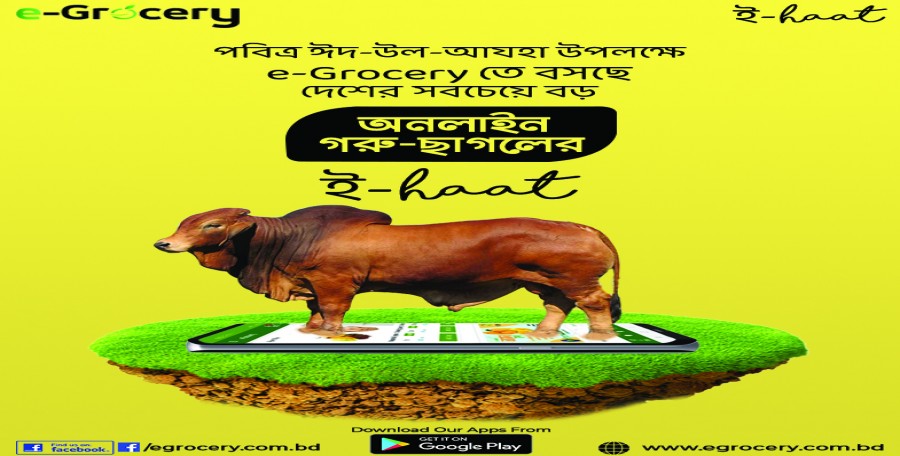 e-Grocery
ই-haat
পবিত্র ঈদ-উল-আযহা উপলক্ষে
e-Grocery তে বসছে
দেশের সবচেয়ে বড়
অনলাইন
গরু-ছাগলের
ই-haat
Download Our Apps From
Find us on.
facebook.
/egrocery.com.bd
GET IT ON
Google Play
www.egrocery.com.bd